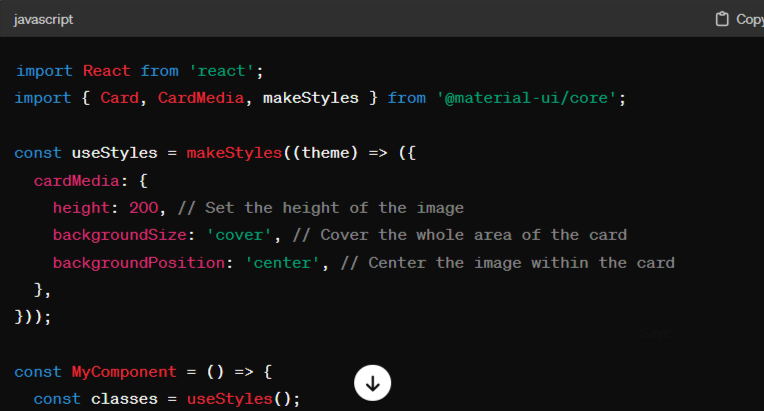 javascript Copy
import React from 'react';
import { Card, CardMedia, makeStyles } from '@material-ui/core';
const useStyles = makeStyles((theme) => ({
cardMedia: {
height: 200, // Set the height of the image
backgroundSize: 'cover', // Cover the whole area of the card
backgroundPosition: 'center', // Center the image within the card
},
}));
const MyComponent = () => {
const classes = useStyles();